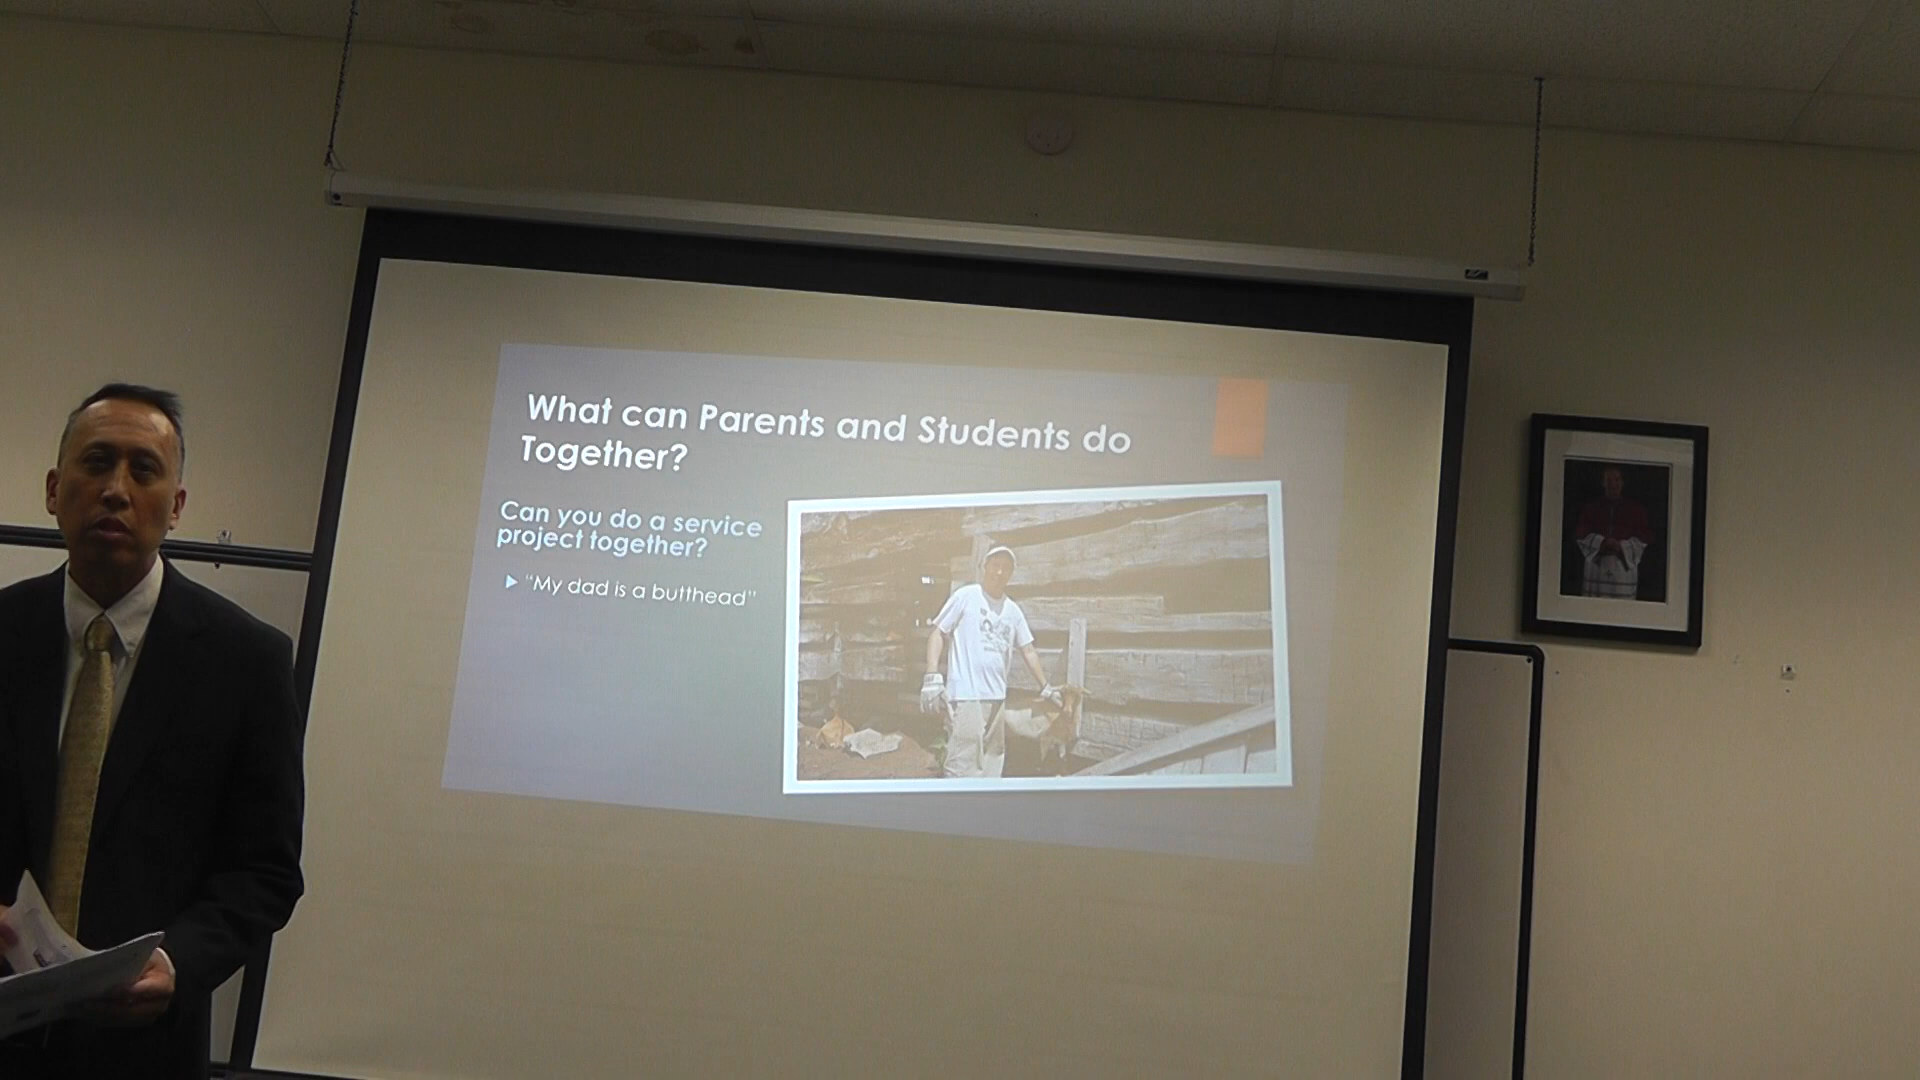 What can Parents and Students do
Together?
Can you do a service
project together?
"My dad is a butthead"